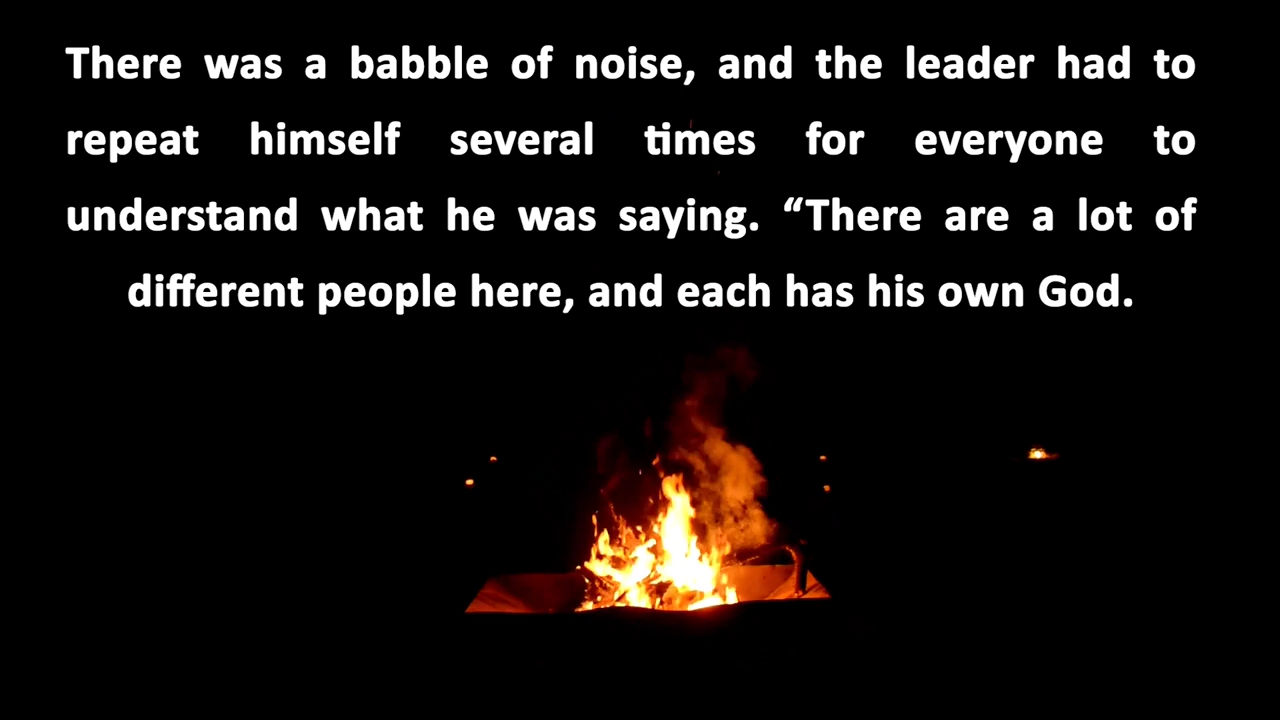 There was a babble of noise, and the leader had to
repeat himself several times for everyone to
understand what he was saying. “There are a lot of
different people here, and each has his own God.